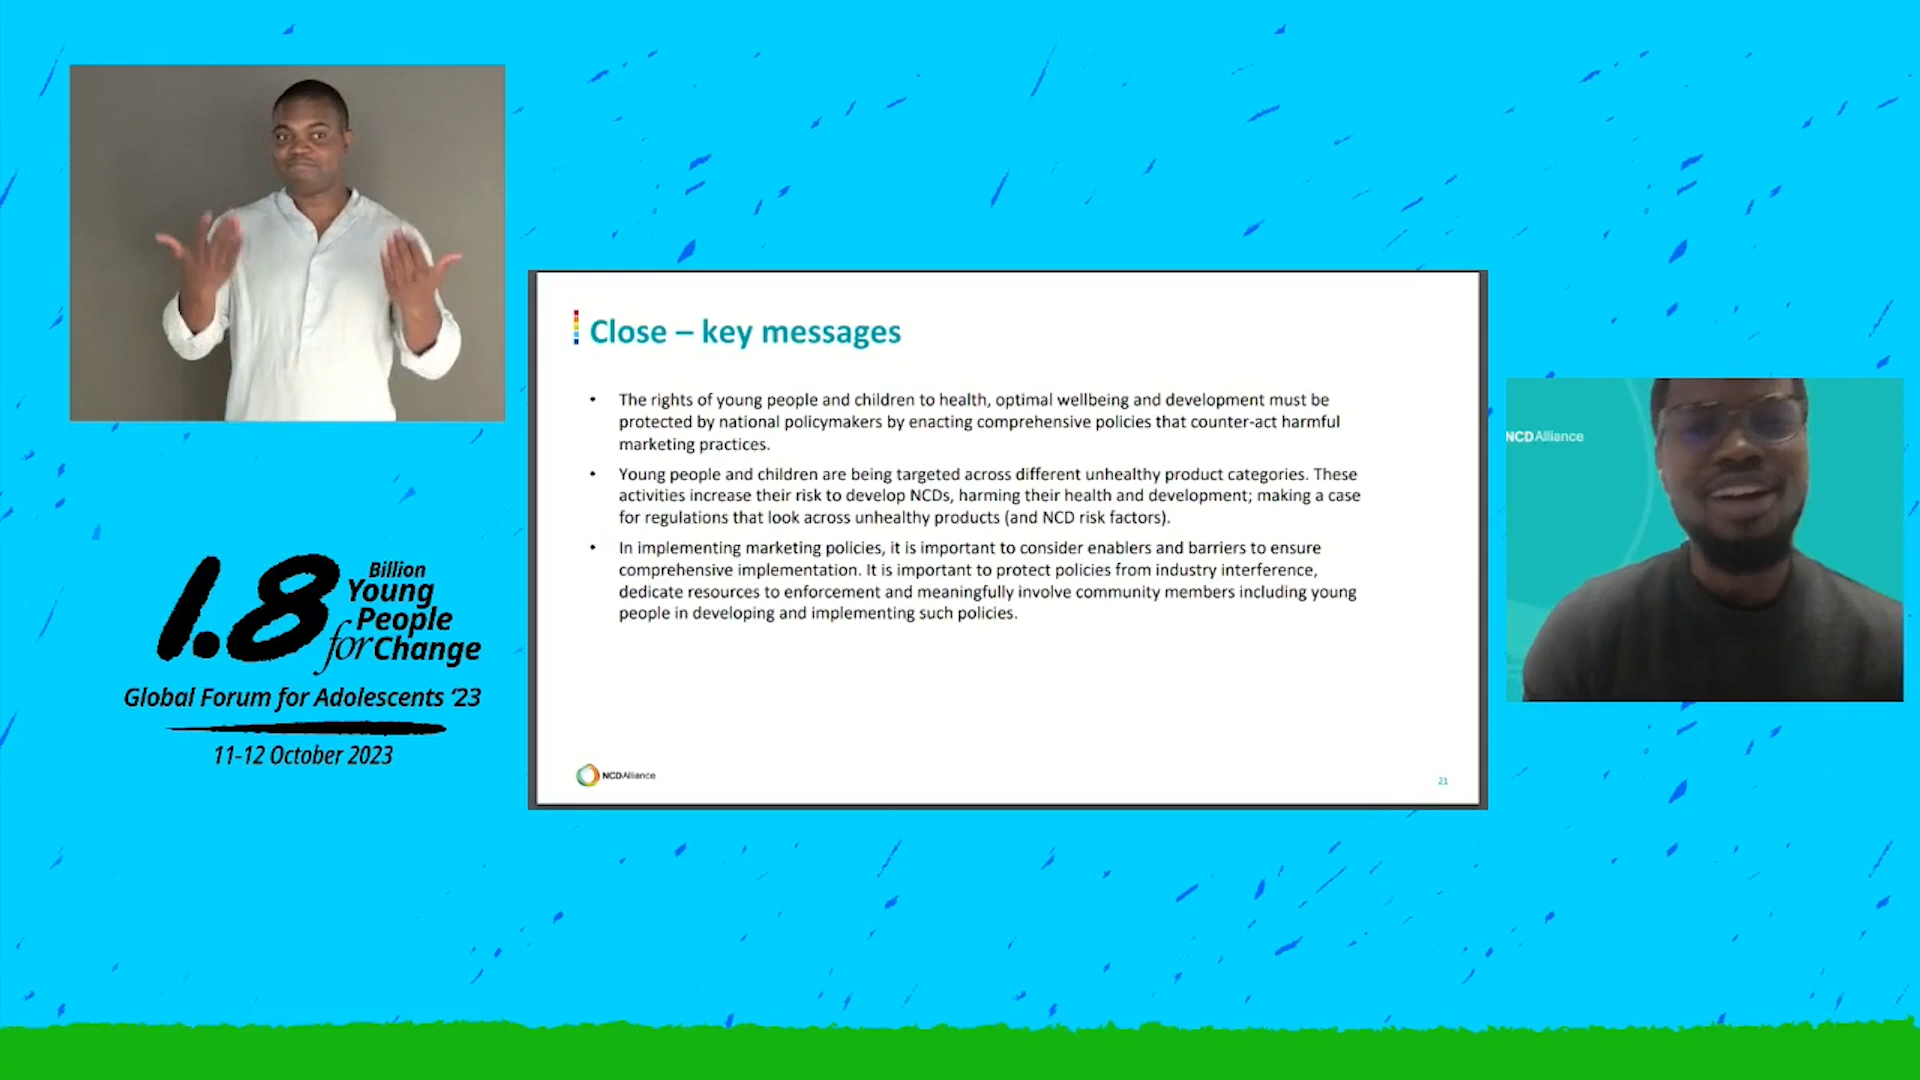 Close – key messages
• The rights of young people and children to health, optimal wellbeing and development must be
protected by national policymakers by enacting comprehensive policies that counter-act harmful
marketing practices.
• Young people and children are being targeted across different unhealthy product categories. These
activities increase their risk to develop NCDs, harming their health and development; making a case
for regulations that look across unhealthy products (and NCD risk factors).
• In implementing marketing policies, it is important to consider enablers and barriers to ensure
comprehensive implementation. It is important to protect policies from industry interference,
dedicate resources to enforcement and meaningfully involve community members including young
people in developing and implementing such policies.
NCDAlliance
21
NCDAlliance
1.8 Billion
Young
People
for Change
Global Forum for Adolescents ‘23
11-12 October 2023